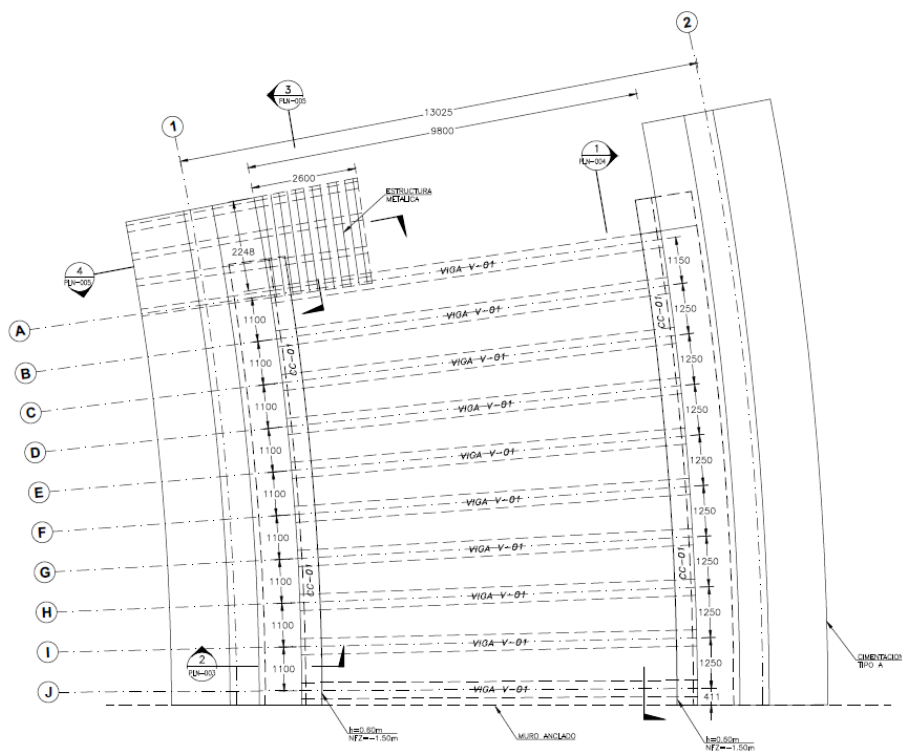 2
3
PLN-005
13025
1
9800
1
PLN-004
2600
ESTRUCTURA
METALICA
2248
4
PLN-005
1150
VIGA V-01
A
1100
1250
VIGA V-01
CC-01
B
1100
1250
VIGA V-01
CC-01
C
1100
1250
VIGA V-01
D
1100
1250
VIGA V-01
E
1100
1250
VIGA V-01
F
1100
1250
VIGA V-01
G
1100
1250
CC-01
CC-01
H
1100
1250
VIGA V-01
I
1100
1250
VIGA V-01
2
PLN-003
CIMENTACION
TIPO A
J
VIGA V-01
411
h=0.60m
NFZ=-1.50m
MURO ANCLADO
h=0.60m
NFZ=-1.50m